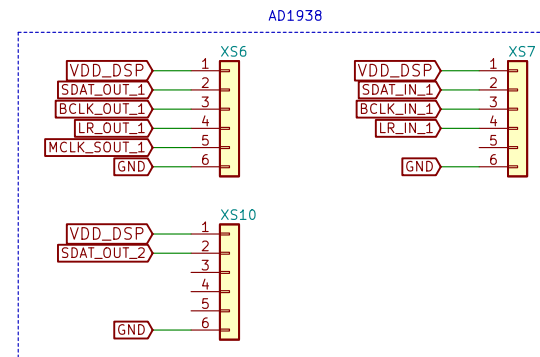 AD1938
XS6
VDD_DSP 1
SDAT_OUT_1 2
BCLK_OUT_1 3
LR_OUT_1 4
MCLK_SOUT_1 5
GND 6
XS7
VDD_DSP 1
SDAT_IN_1 2
BCLK_IN_1 3
LR_IN_1 4
5
GND 6
XS10
VDD_DSP 1
SDAT_OUT_2 2
3
4
5
GND 6